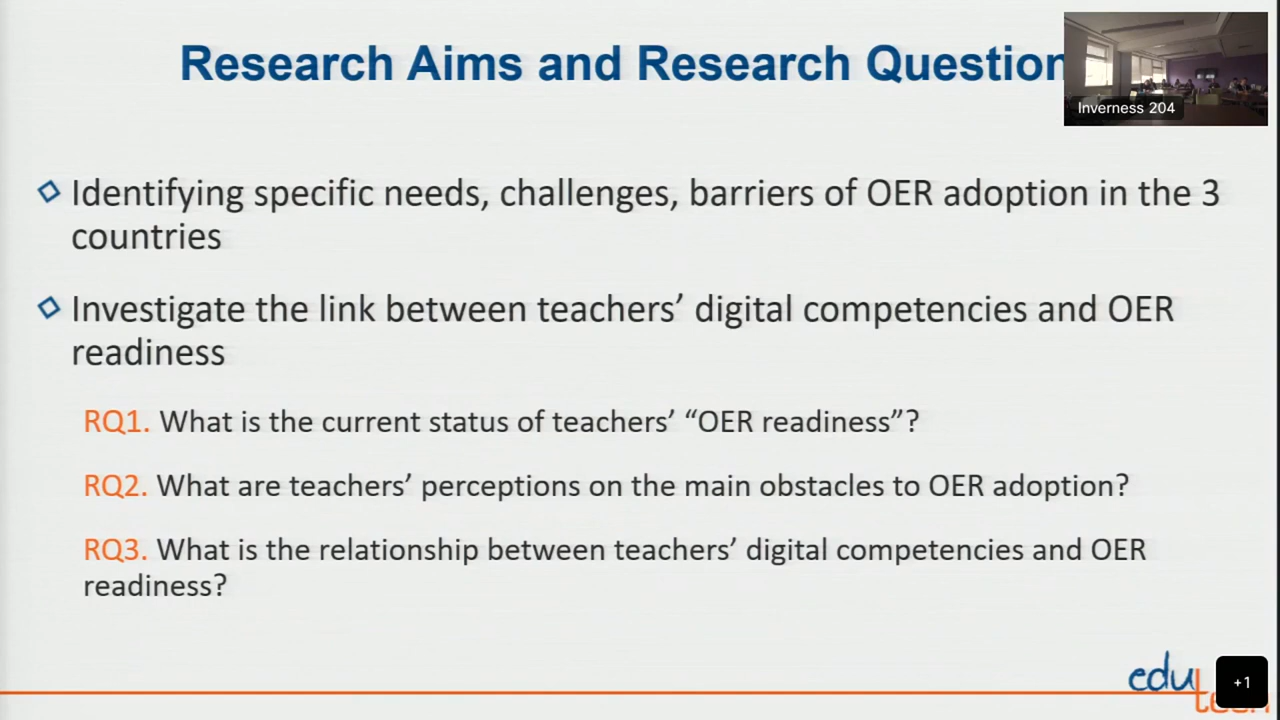 Research Aims and Research Question
Inverness 204
Identifying specific needs, challenges, barriers of OER adoption in the 3
countries
Investigate the link between teachers’ digital competencies and OER
readiness
RQ1. What is the current status of teachers’ “OER readiness”?
RQ2. What are teachers’ perceptions on the main obstacles to OER adoption?
RQ3. What is the relationship between teachers’ digital competencies and OER
readiness?
edu
+1